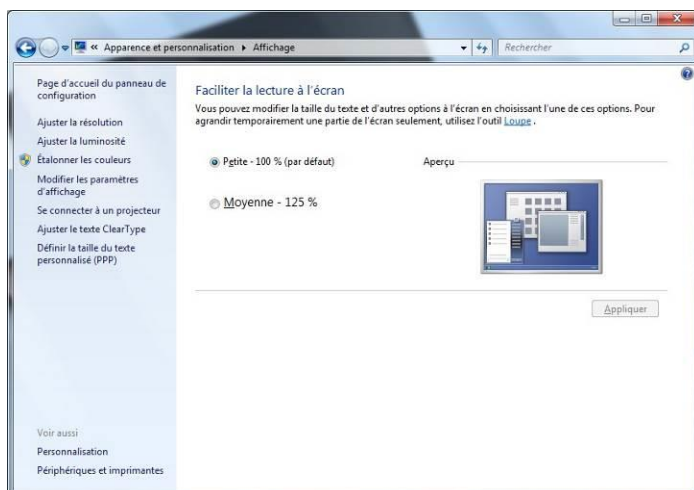 « Apparence et personnalisation ▸ Affichage
Rechercher
Page d'accueil du panneau de
configuration
Ajuster la résolution
Ajuster la luminosité
Étalonner les couleurs
Modifier les paramètres
d'affichage
Se connecter à un projecteur
Ajuster le texte ClearType
Définir la taille du texte
personnalisé (PPP)
Voir aussi
Personnalisation
Périphériques et imprimantes
Faciliter la lecture à l'écran
Vous pouvez modifier la taille du texte et d'autres options à l'écran en choisissant l'une de ces options. Pour
agrandir temporairement une partie de l'écran seulement, utilisez l'outil Loupe .
Petite - 100 % (par défaut)
Aperçu
Moyenne - 125 %
Appliquer